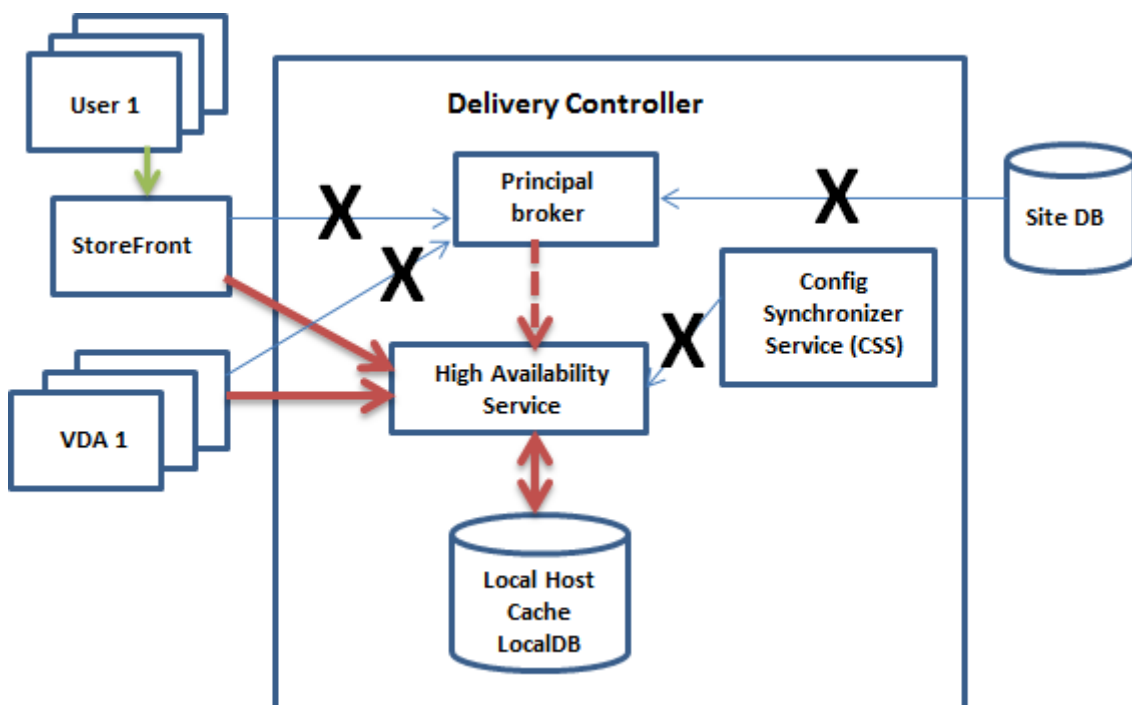 User 1
Delivery Controller
Principal
broker
X
X
X
StoreFront
Site DB
Config
Synchronizer
Service (CSS)
X
High Availability
Service
VDA 1
Local Host
Cache
LocalDB